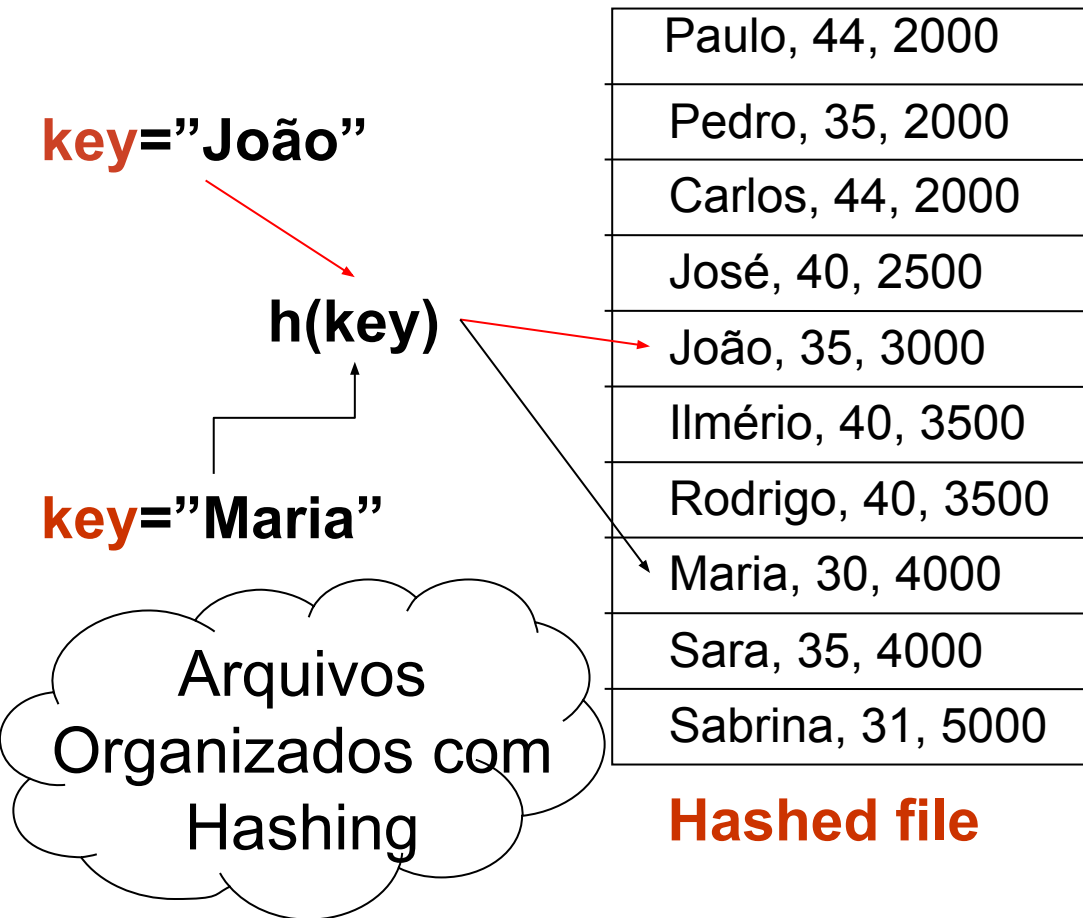 key=”João”
h(key)
key=”Maria”
Arquivos
Organizados com
Hashing
Paulo, 44, 2000
Pedro, 35, 2000
Carlos, 44, 2000
José, 40, 2500
João, 35, 3000
Ilmério, 40, 3500
Rodrigo, 40, 3500
Maria, 30, 4000
Sara, 35, 4000
Sabrina, 31, 5000
Hashed file